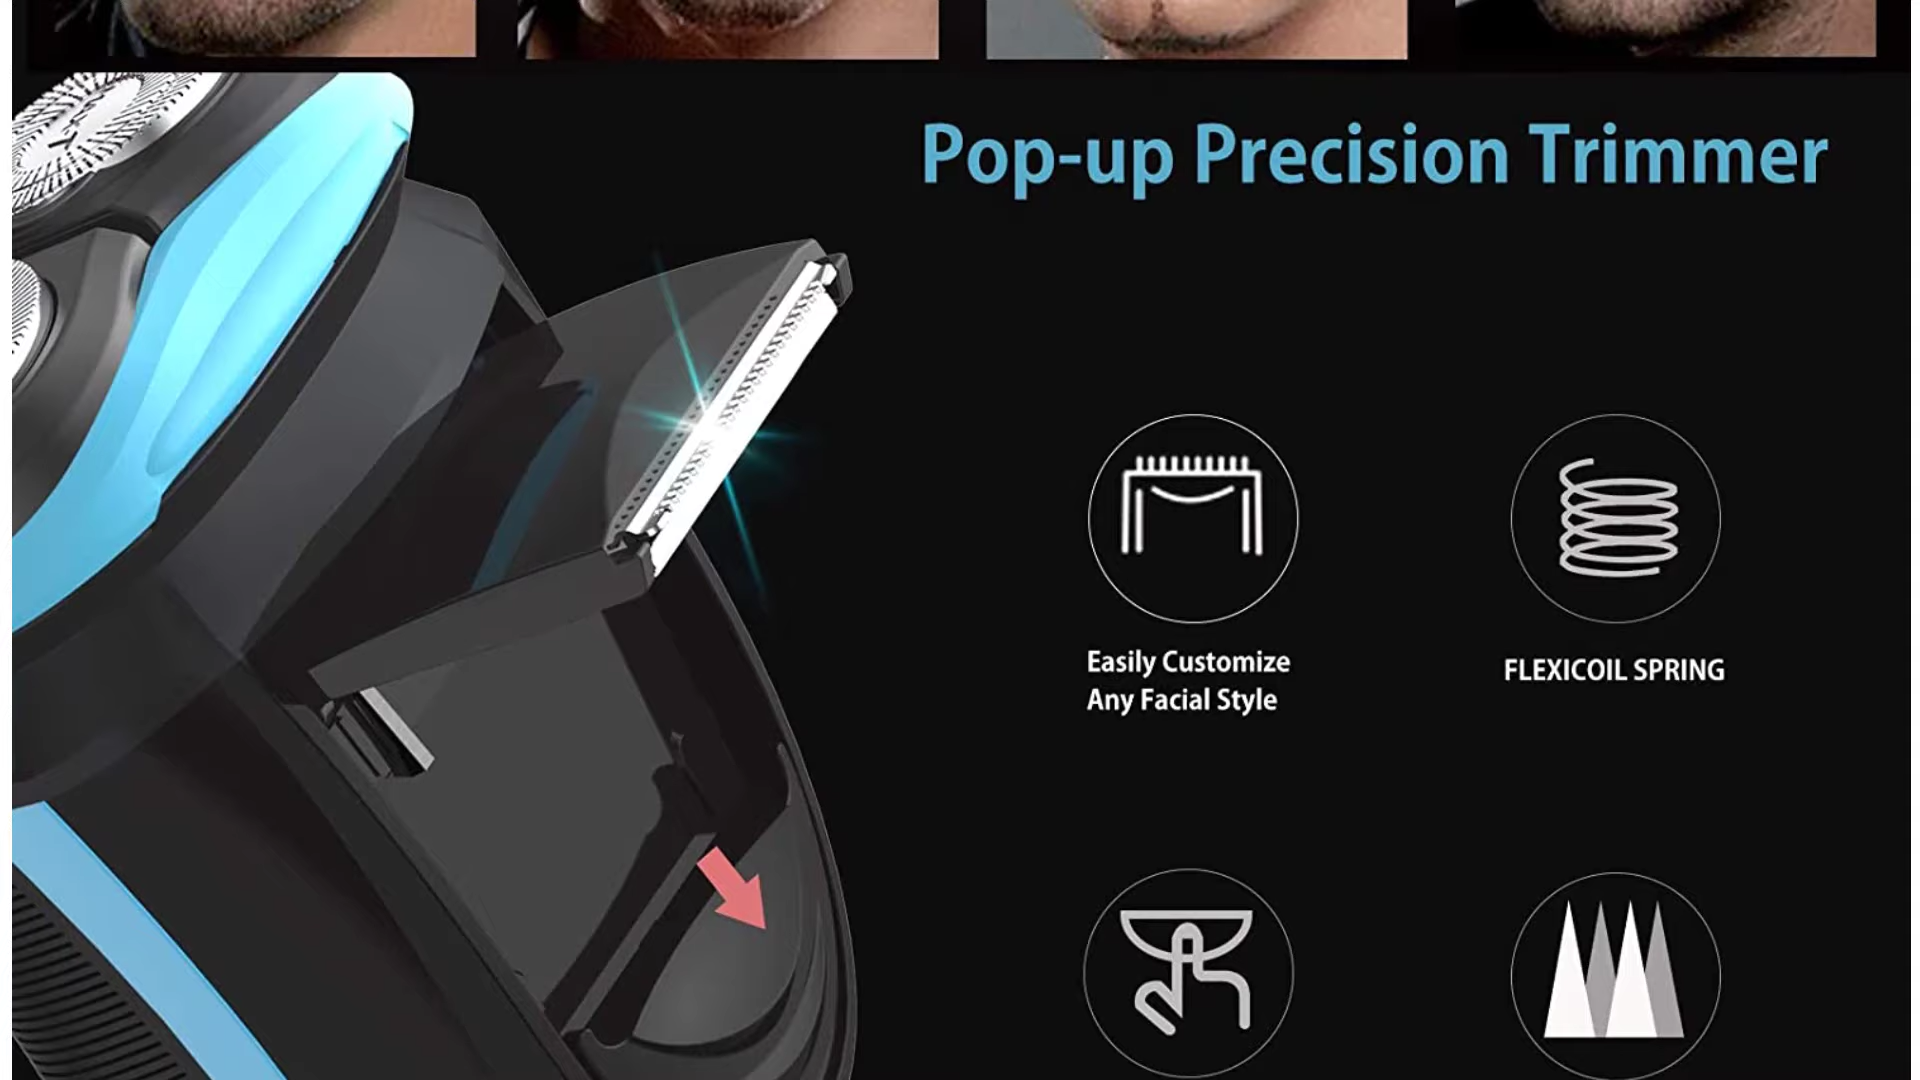 Pop-up Precision Trimmer
Easily Customize
Any Facial Style
FLEXICOIL SPRING